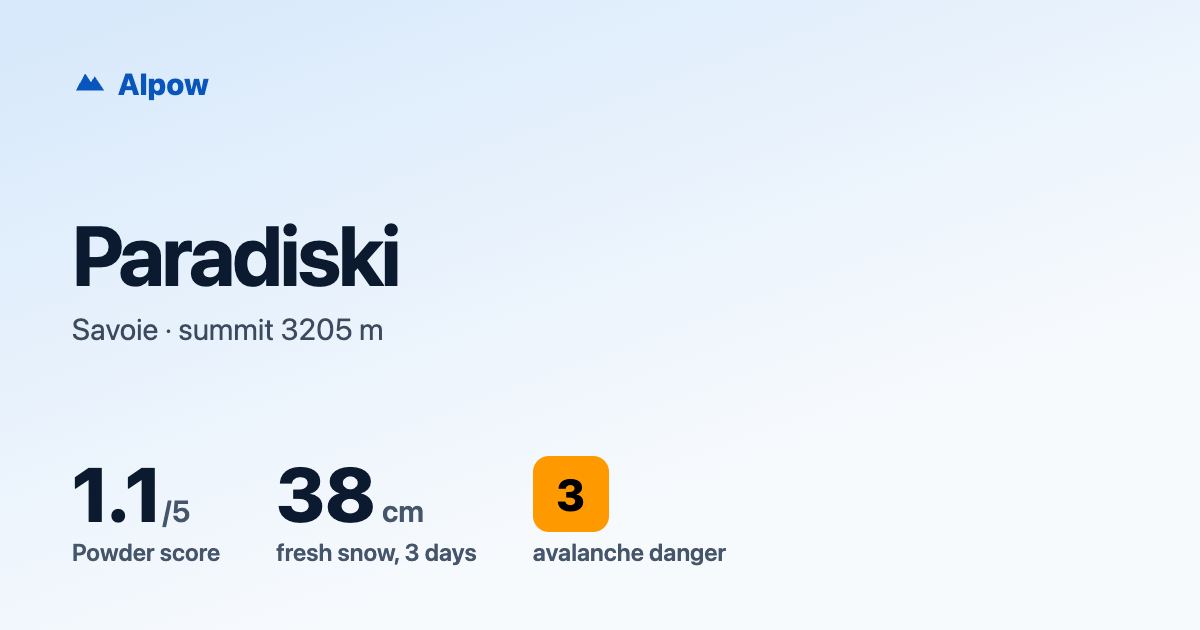 Alpow
Paradiski
Savoie · summit 3205 m
1.1/5
Powder score
38 cm
fresh snow, 3 days
3
avalanche danger